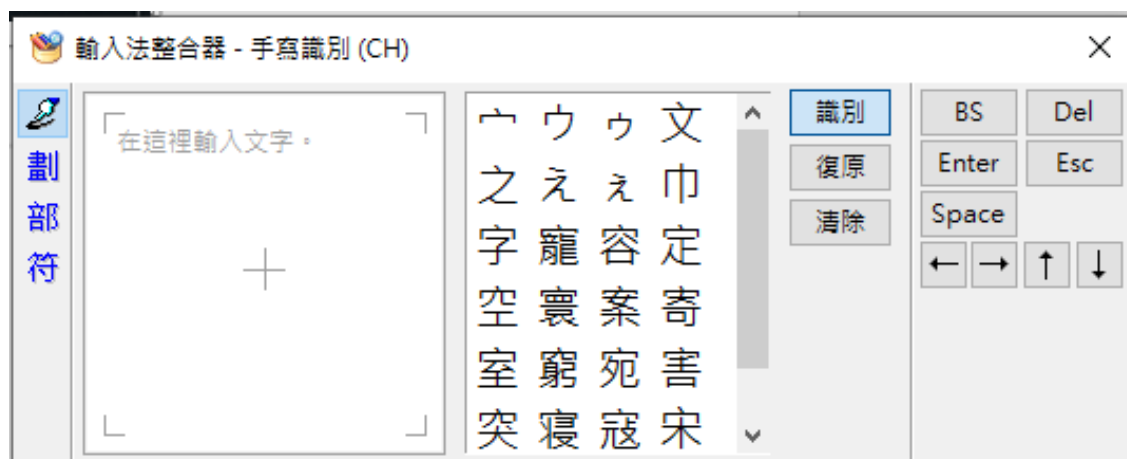 輸入法整合器 - 手寫識別 (CH)
劃
部
符
在這裡輸入文字。
宀 ウ ゥ 文
之 え ぇ 巾
字 寵 容 定
空 寰 案 寄
室 窮 宛 害
突 寝 寇 宋
識別
復原
清除
BS Del
Enter Esc
Space
← → ↑ ↓